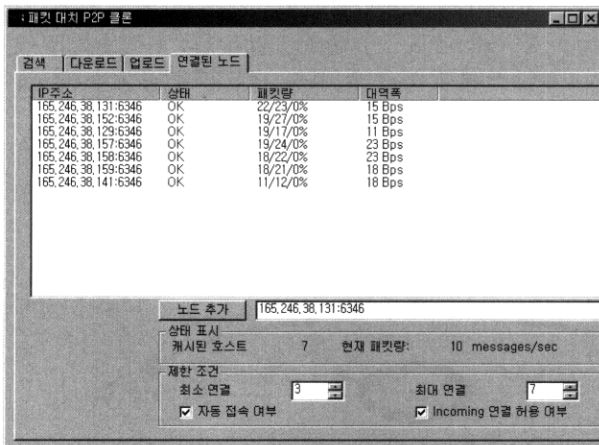 : 패킷 대치 P2P 클론
검색 다운로드 업로드 연결된 노드
IP주소 상태 패킷량 대역폭
165,246,38,131:6346 OK 22/23/0% 15 Bps
165,246,38,152:6346 OK 19/27/0% 15 Bps
165,246,38,129:6346 OK 19/17/0% 11 Bps
165,246,38,157:6346 OK 19/24/0% 23 Bps
165,246,38,158:6346 OK 18/22/0% 23 Bps
165,246,38,159:6346 OK 18/21/0% 18 Bps
165,246,38,141:6346 OK 11/12/0% 18 Bps
노드 추가 165,246,38,131:6346
상태 표시
캐시된 호스트 7 현재 패킷량: 10 messages/sec
제한 조건
최소 연결 3 최대 연결 7
자동 접속 여부 Incoming 연결 허용 여부